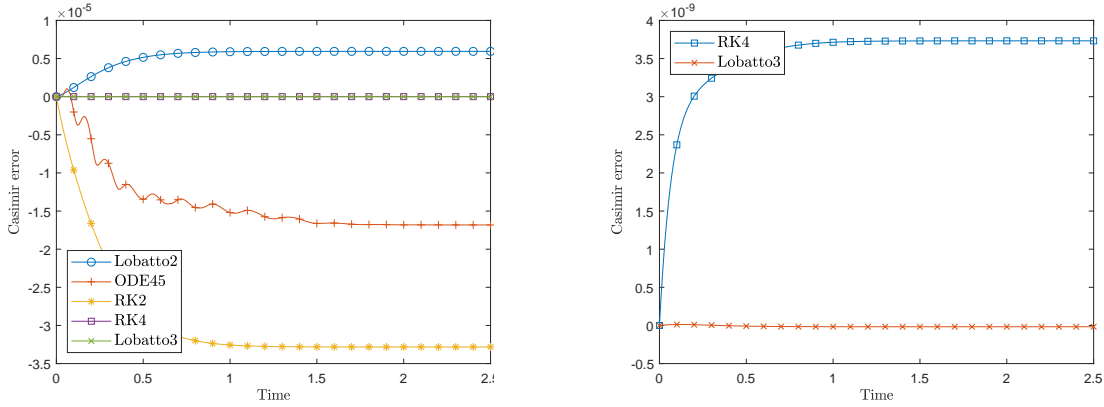 ×10^-5
1
0.5
0
-0.5
-1
-1.5
-2
-2.5
-3
-3.5
Casimir error
Lobatto2
ODE45
RK2
RK4
Lobatto3
0 0.5 1 1.5 2 2.5
Time
×10^-9
4
3.5
3
2.5
2
1.5
1
0.5
0
-0.5
Casimir error
RK4
Lobatto3
0 0.5 1 1.5 2 2.5
Time